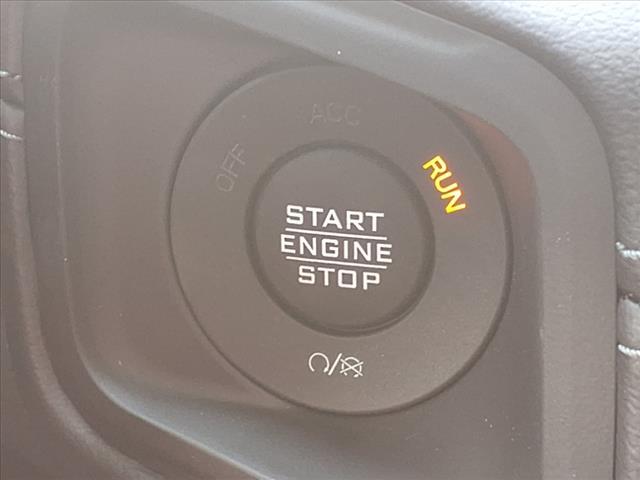 ACC
OFF
RUN
START
ENGINE
STOP